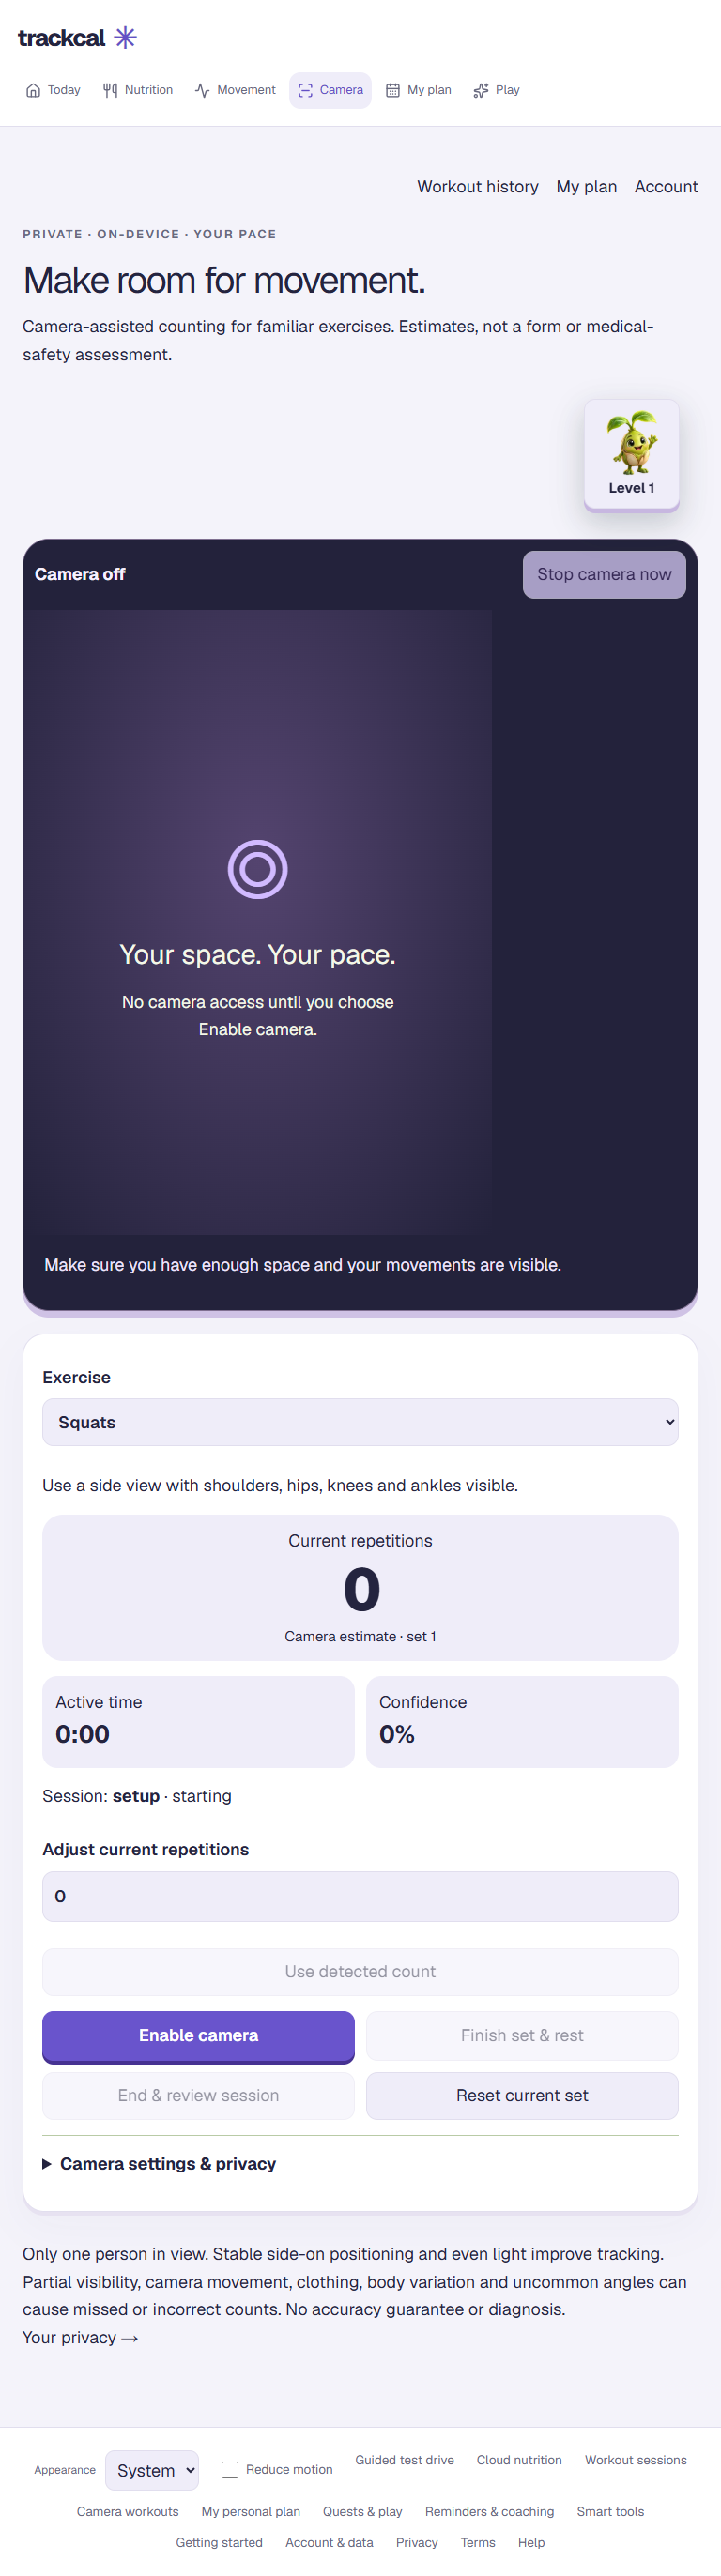 trackcal
Today Nutrition Movement Camera My plan Play
Workout history My plan Account
PRIVATE · ON-DEVICE · YOUR PACE
Make room for movement.
Camera-assisted counting for familiar exercises. Estimates, not a form or medical-
safety assessment.
Level 1
Camera off Stop camera now
Your space. Your pace.
No camera access until you choose
Enable camera.
Make sure you have enough space and your movements are visible.
Exercise
Squats
Use a side view with shoulders, hips, knees and ankles visible.
Current repetitions
0
Camera estimate · set 1
Active time Confidence
0:00 0%
Session: setup · starting
Adjust current repetitions
0
Use detected count
Enable camera Finish set & rest
End & review session Reset current set
Camera settings & privacy
Only one person in view. Stable side-on positioning and even light improve tracking.
Partial visibility, camera movement, clothing, body variation and uncommon angles can
cause missed or incorrect counts. No accuracy guarantee or diagnosis.
Your privacy →
Appearance System Reduce motion Guided test drive Cloud nutrition Workout sessions
Camera workouts My personal plan Quests & play Reminders & coaching Smart tools
Getting started Account & data Privacy Terms Help